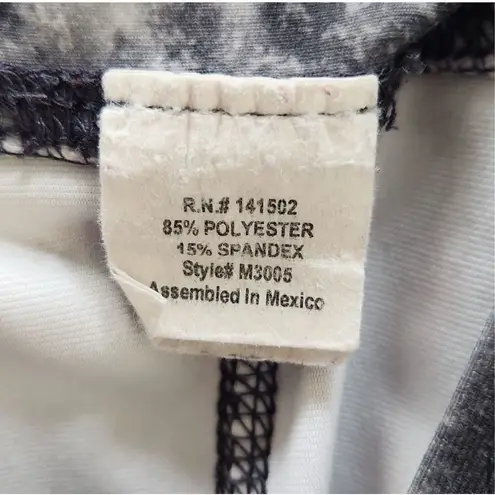 R.N.# 141502
85% POLYESTER
15% SPANDEX
Style# M3005
Assembled In Mexico